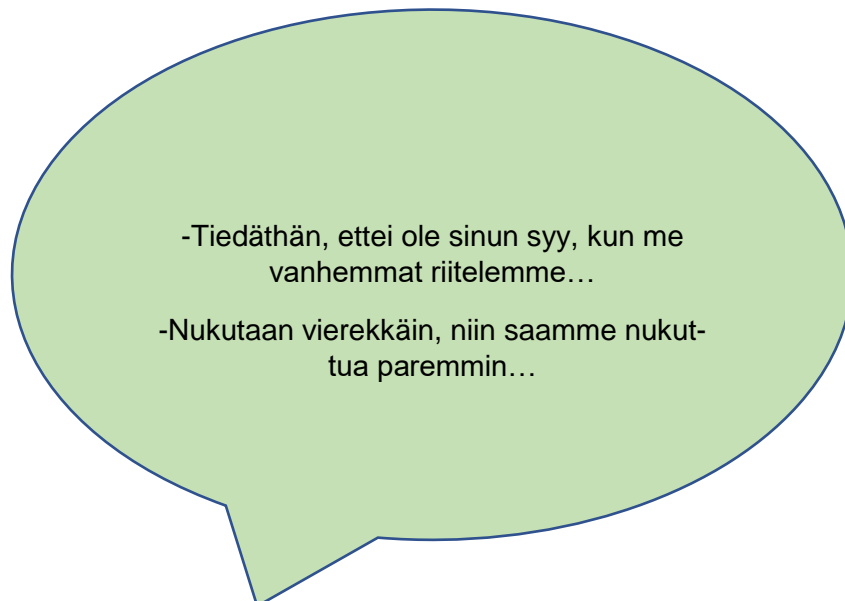 -Tiedäthän, ettei ole sinun syy, kun me
vanhemmat riitelemme…
-Nukutaan vierekkäin, niin saamme nukut-
tua paremmin…